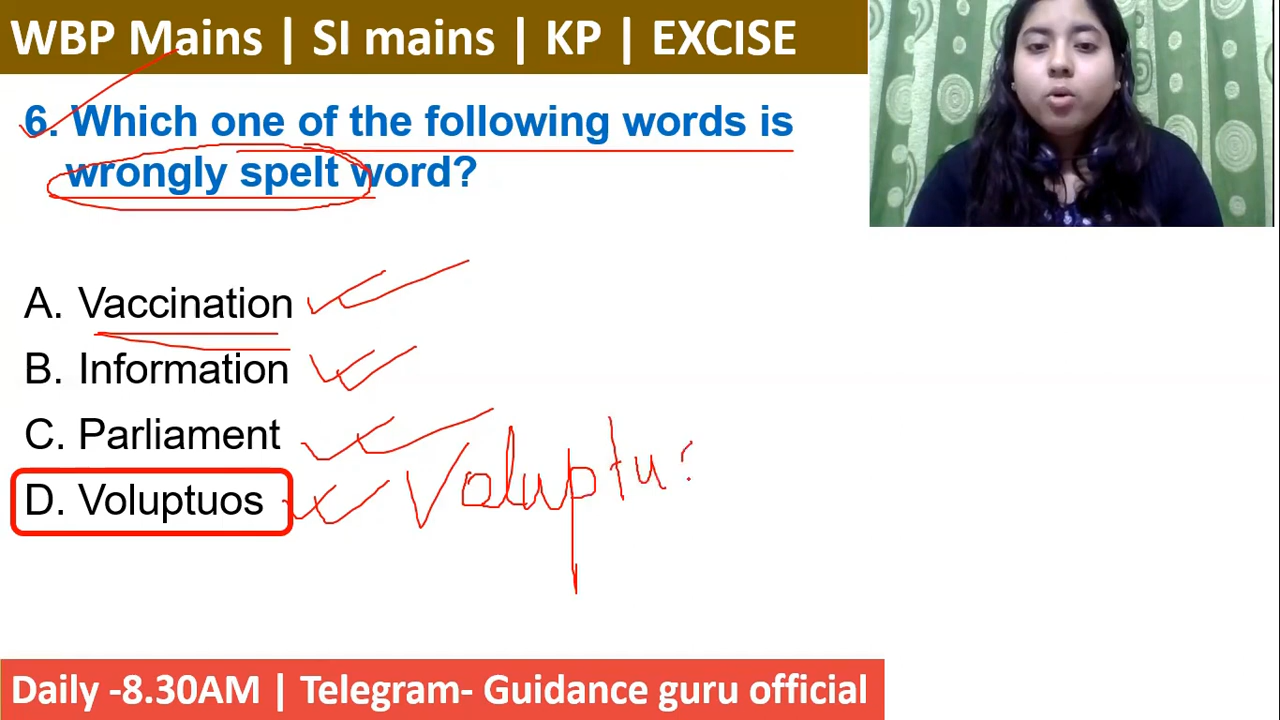 WBP Mains | SI mains | KP | EXCISE
6. Which one of the following words is
wrongly spelt word?
A. Vaccination
B. Information
C. Parliament
D. Voluptuos
Voluptu
Daily -8.30AM | Telegram- Guidance guru official